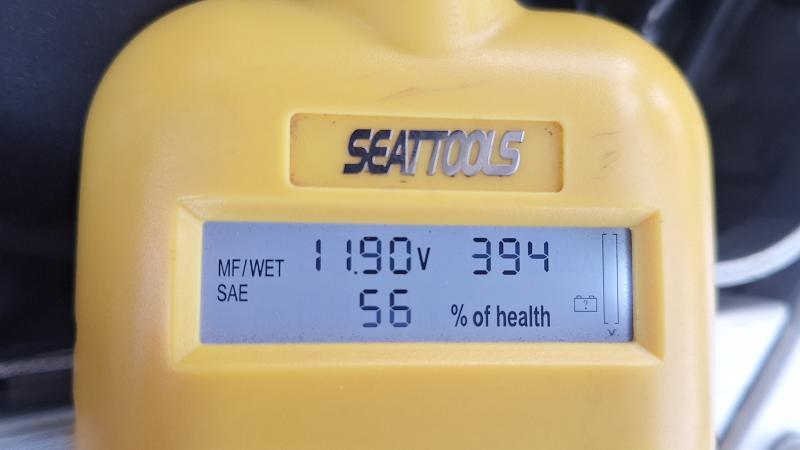 SEATTOOLS
MF/WET 11.90V 394
SAE 56 % of health
?
V